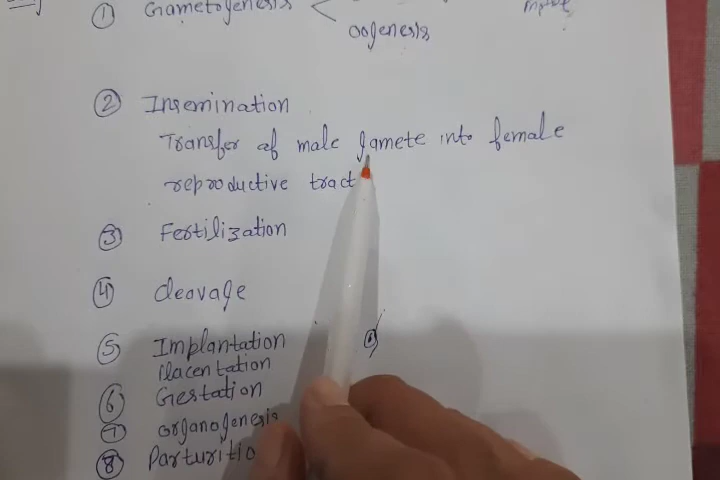 ① Gametogenesis
oogenesis
② Insemination
Transfer of male gamete into female
reproductive tract
③ Fertilization
④ cleavage
⑤ Implantation
Placentation
⑥ Gestation
⑦ organogenesis
⑧ Parturitio